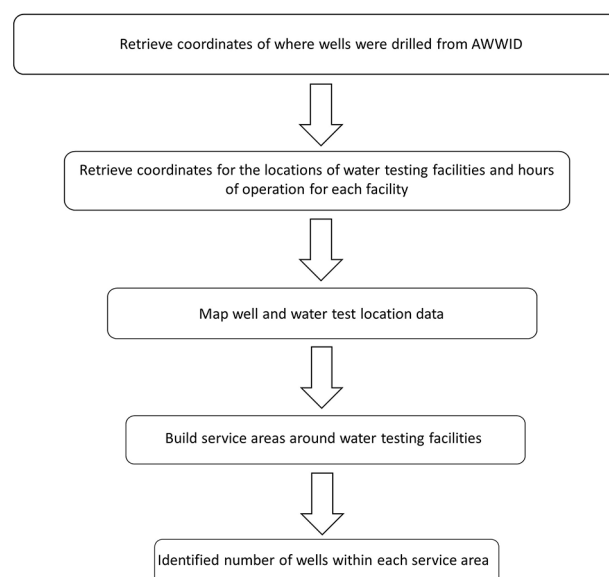 Retrieve coordinates of where wells were drilled from AWWID
Retrieve coordinates for the locations of water testing facilities and hours
of operation for each facility
Map well and water test location data
Build service areas around water testing facilities
Identified number of wells within each service area